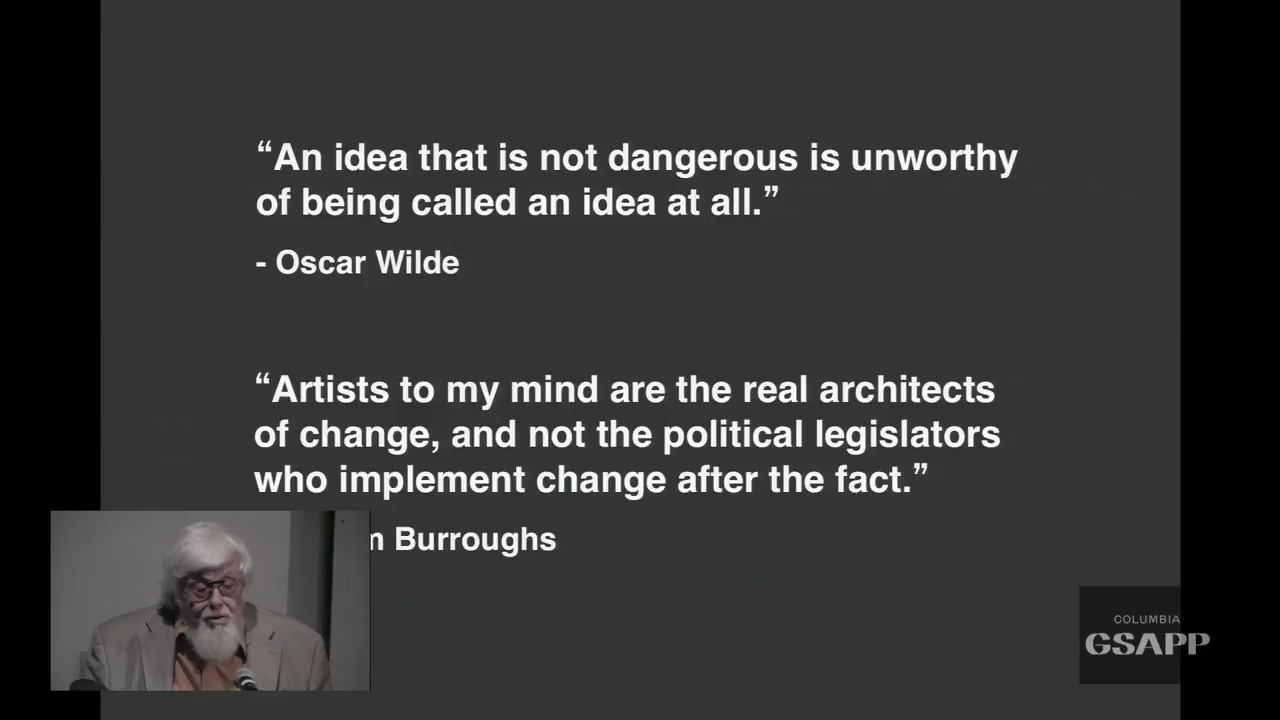 “An idea that is not dangerous is unworthy
of being called an idea at all.”
- Oscar Wilde
“Artists to my mind are the real architects
of change, and not the political legislators
who implement change after the fact.”
m Burroughs
COLUMBIA
GSAPP